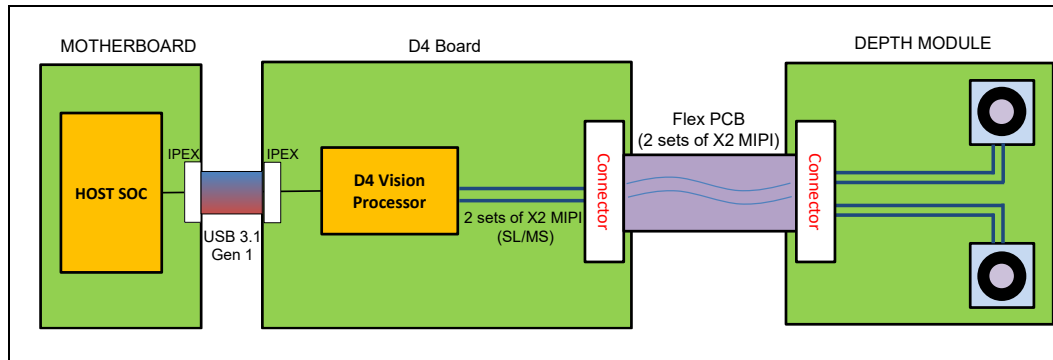 MOTHERBOARD
HOST SOC
IPEX
USB 3.1
Gen 1
IPEX
D4 Board
D4 Vision
Processor
2 sets of X2 MIPI
(SL/MS)
Connector
Flex PCB
(2 sets of X2 MIPI)
DEPTH MODULE
Connector